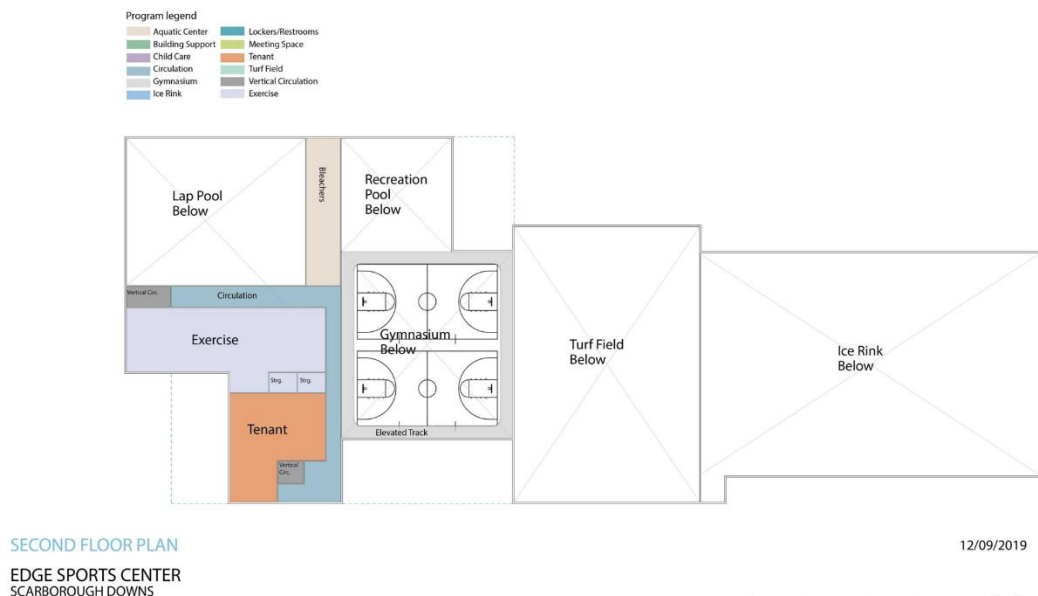 Program legend
Aquatic Center
Building Support
Child Care
Circulation
Gymnasium
Ice Rink
Lockers/Restrooms
Meeting Space
Tenant
Turf Field
Vertical Circulation
Exercise
Lap Pool
Below
Bleachers
Recreation
Pool
Below
Vertical Circ.
Circulation
Exercise
Strg.
Strg.
Gymnasium
Below
Turf Field
Below
Ice Rink
Below
Tenant
Elevated Track
Vertical
Circ.
SECOND FLOOR PLAN
12/09/2019
EDGE SPORTS CENTER
SCARBOROUGH DOWNS